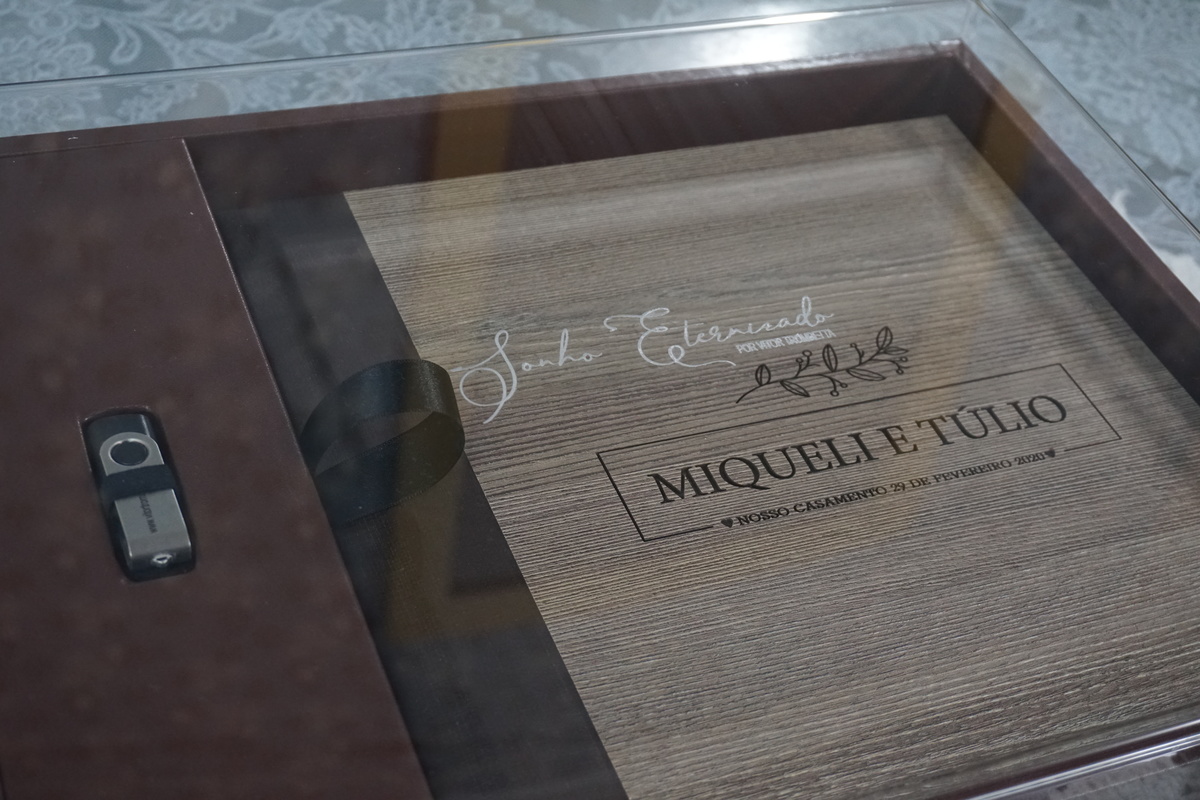 Sonho Eternizado
POR VITOR TROMBETTA
MIQUELI E TÚLIO
NOSSO CASAMENTO 29 DE FEVEREIRO 2020